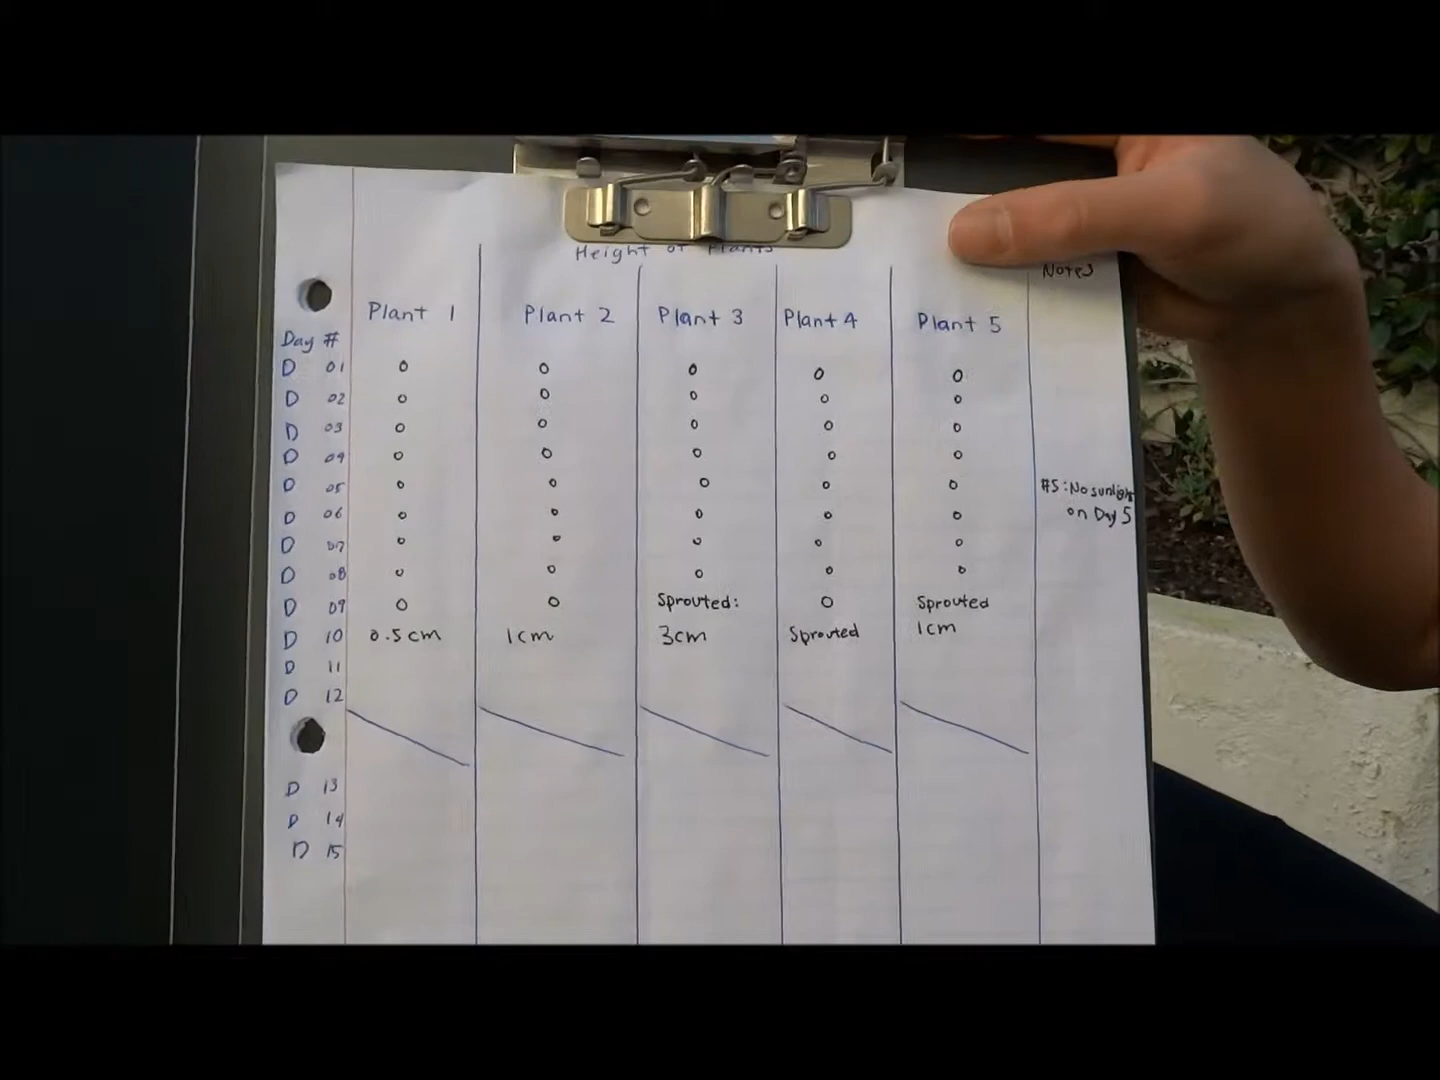 Height of Plants
Notes
Plant 1 Plant 2 Plant 3 Plant 4 Plant 5
Day #
D 01 0 0 0 0 0
D 02 0 0 0 0 0
D 03 0 0 0 0 0
D 04 0 0 0 0 0
D 05 0 0 0 0 0 #5: No sunlight
D 06 0 0 0 0 0 on Day 5
D 07 0 0 0 0 0
D 08 0 0 0 0 0
D 09 0 0 Sprouted: 0 Sprouted
D 10 0.5cm 1cm 3cm Sprouted 1cm
D 11
D 12
D 13
D 14
D 15